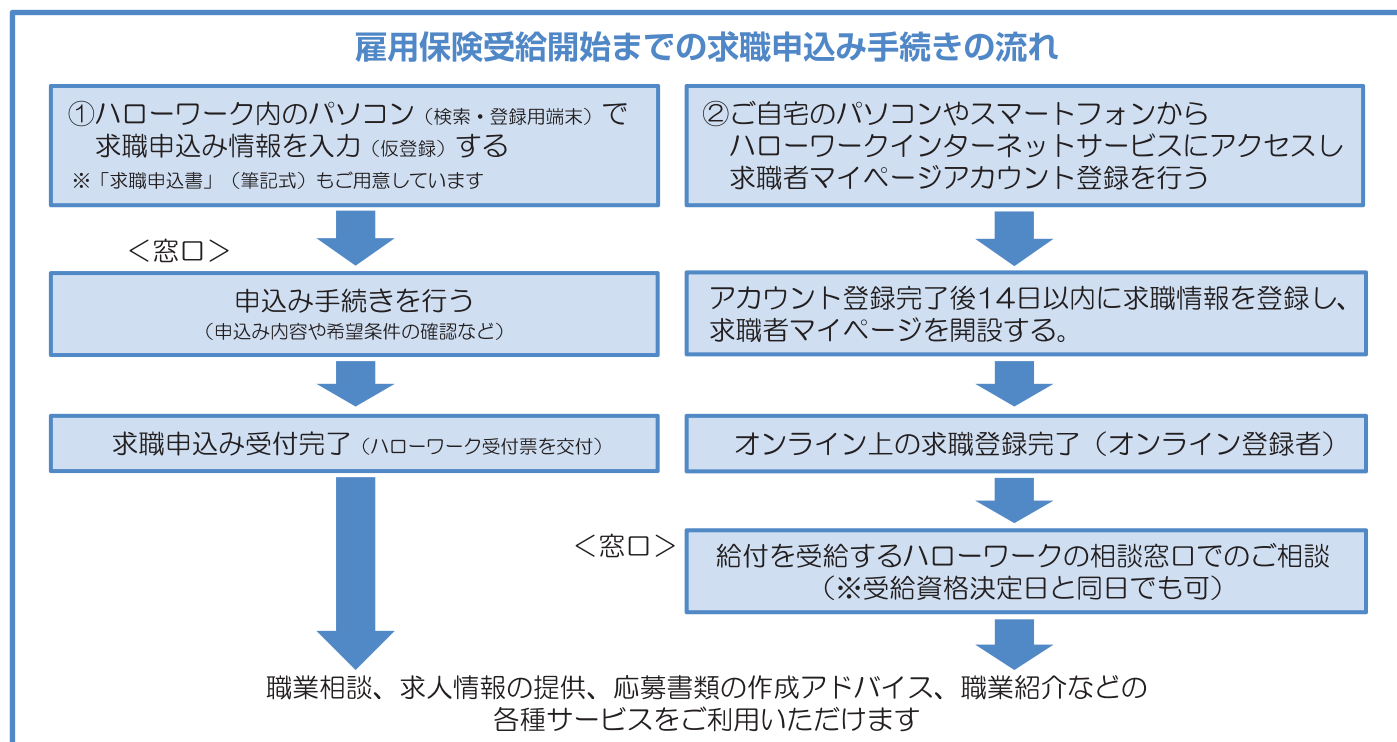 雇用保険受給開始までの求職申込み手続きの流れ
①ハローワーク内のパソコン（検索・登録用端末）で
求職申込み情報を入力（仮登録）する
※「求職申込書」（筆記式）もご用意しています
＜窓口＞
申込み手続きを行う
（申込み内容や希望条件の確認など）
求職申込み受付完了（ハローワーク受付票を交付）
②ご自宅のパソコンやスマートフォンから
ハローワークインターネットサービスにアクセスし
求職者マイページアカウント登録を行う
アカウント登録完了後14日以内に求職情報を登録し、
求職者マイページを開設する。
オンライン上の求職登録完了（オンライン登録者）
＜窓口＞
給付を受給するハローワークの相談窓口でのご相談
（※受給資格決定日と同日でも可）
職業相談、求人情報の提供、応募書類の作成アドバイス、職業紹介などの
各種サービスをご利用いただけます